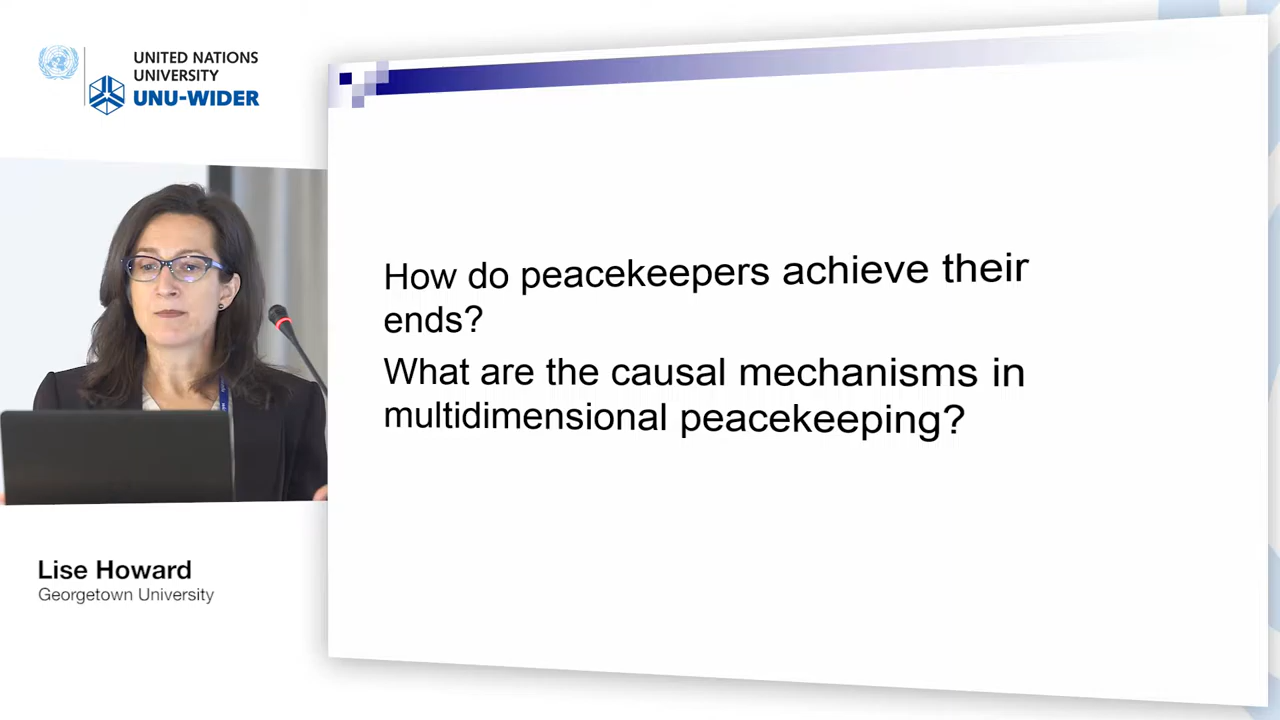 UNITED NATIONS
UNIVERSITY
UNU-WIDER
How do peacekeepers achieve their
ends?
What are the causal mechanisms in
multidimensional peacekeeping?
Lise Howard
Georgetown University